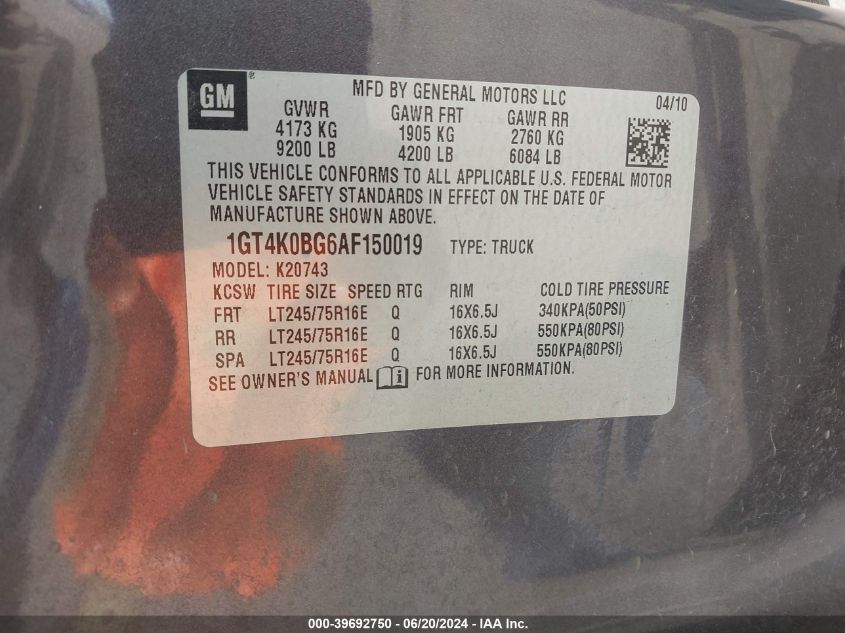 GM ®
MFD BY GENERAL MOTORS LLC 04/10
GVWR GAWR FRT GAWR RR
4173 KG 1905 KG 2760 KG
9200 LB 4200 LB 6084 LB
THIS VEHICLE CONFORMS TO ALL APPLICABLE U.S. FEDERAL MOTOR
VEHICLE SAFETY STANDARDS IN EFFECT ON THE DATE OF
MANUFACTURE SHOWN ABOVE.
1GT4K0BG6AF150019 TYPE: TRUCK
MODEL: K20743
KCSW TIRE SIZE SPEED RTG RIM COLD TIRE PRESSURE
FRT LT245/75R16E Q 16X6.5J 340KPA(50PSI)
RR LT245/75R16E Q 16X6.5J 550KPA(80PSI)
SPA LT245/75R16E Q 16X6.5J 550KPA(80PSI)
SEE OWNER'S MANUAL i FOR MORE INFORMATION.
000-39692750 - 06/20/2024 - IAA Inc.